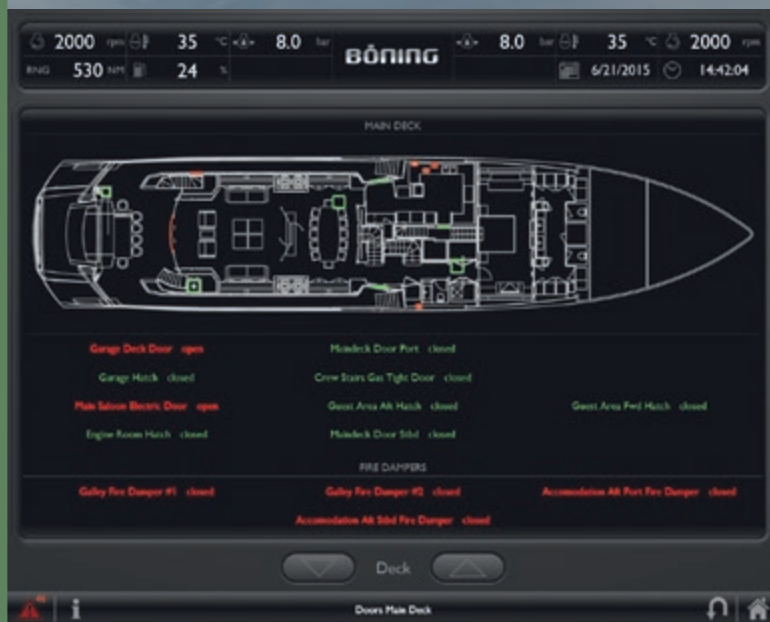 2000 rpm 35 °C 8.0 bar BÖNING 8.0 bar 35 °C 2000 rpm
RNG 530 NM 24 % 6/21/2015 14:42:04
MAIN DECK
Garage Deck Door open Maindeck Door Port closed
Garage Hatch closed Crew Stairs Gas Tight Door closed
Main Saloon Electric Door open Guest Area Aft Hatch closed Guest Area Fwd Hatch closed
Engine Room Hatch closed Maindeck Door Stbd closed
FIRE DAMPERS
Galley Fire Damper #1 closed Galley Fire Damper #2 closed Accomodation Aft Port Fire Damper closed
Accomodation Aft Stbd Fire Damper closed
Deck
i Doors Main Deck